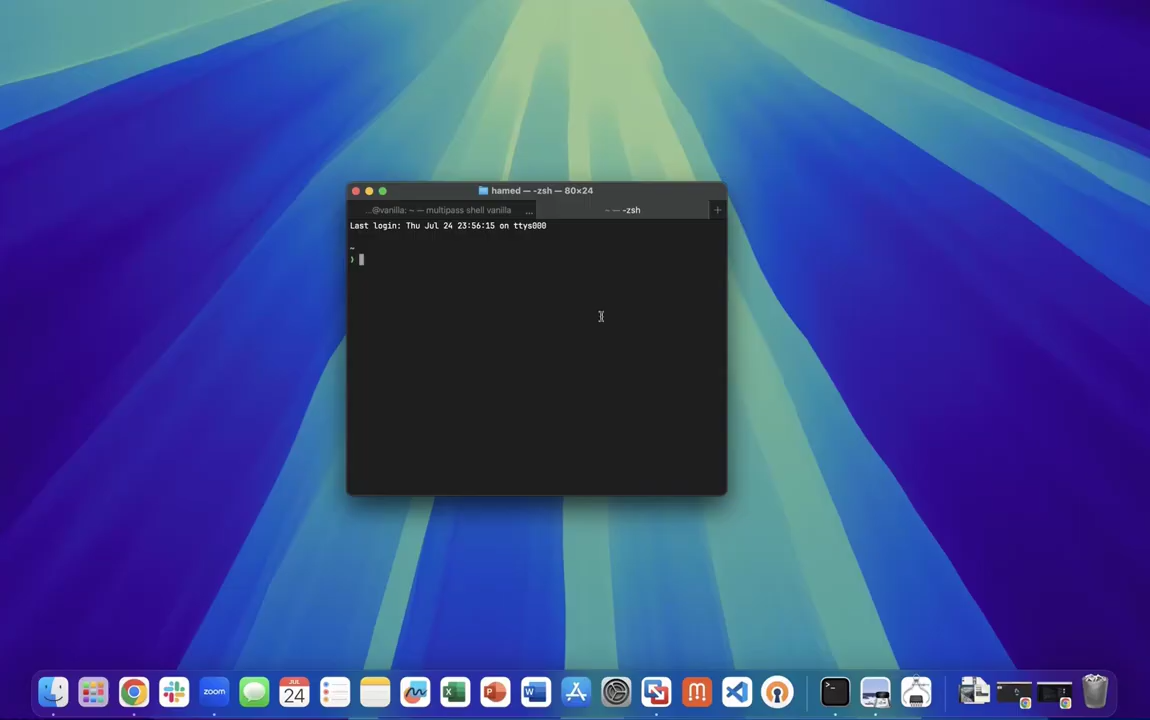 hamed — -zsh — 80×24
...@vanilla: ~ — multipass shell vanilla ...
~ — -zsh
+
Last login: Thu Jul 24 23:56:15 on ttys000
~
❯
zoom
JUL
24